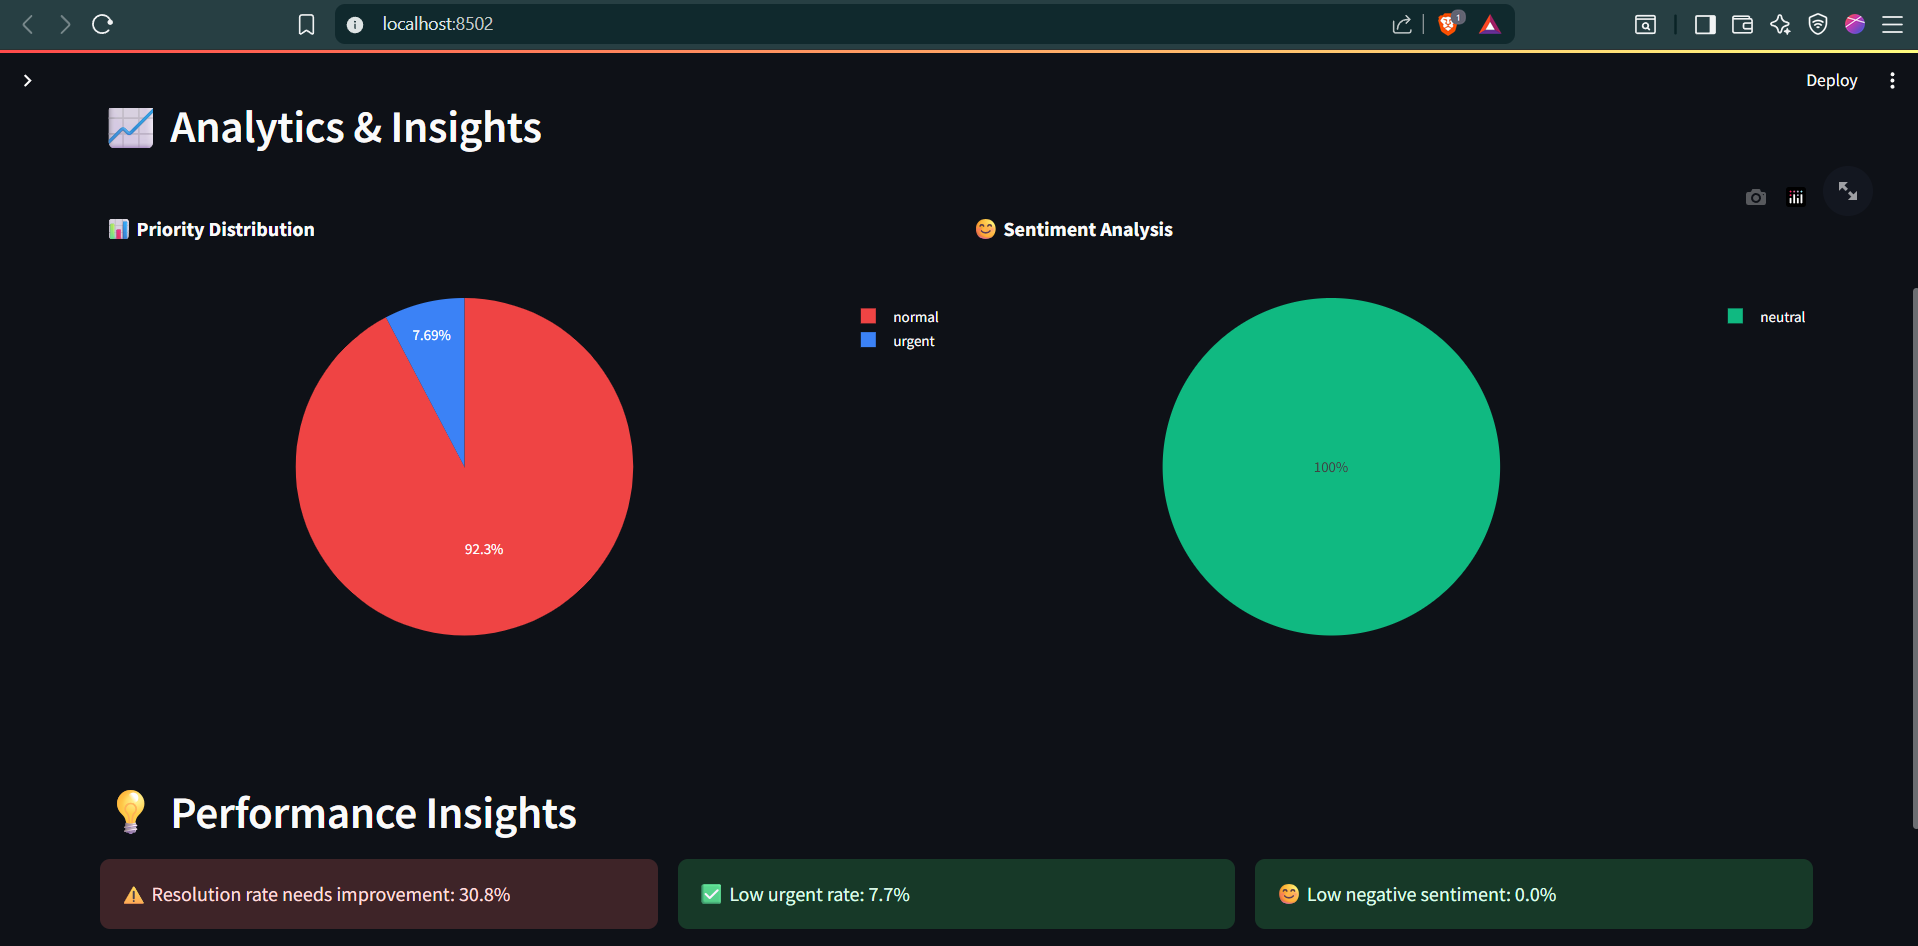 localhost:8502
1
Deploy
Analytics & Insights
Priority Distribution
Sentiment Analysis
7.69%
92.3%
normal
urgent
100%
neutral
Performance Insights
Resolution rate needs improvement: 30.8%
Low urgent rate: 7.7%
Low negative sentiment: 0.0%